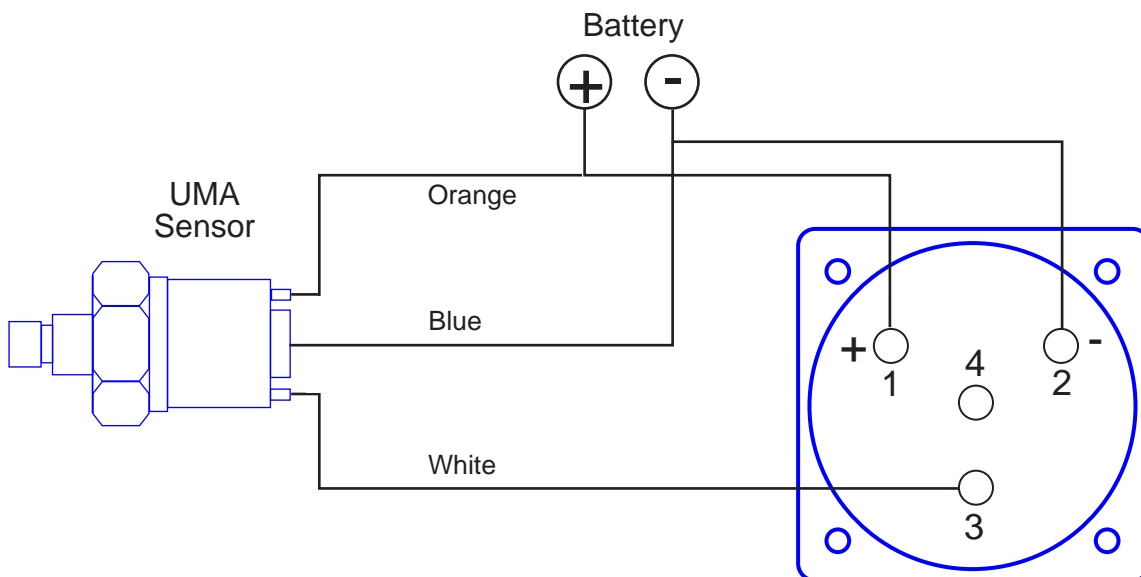 Battery
+
-
UMA
Sensor
Orange
Blue
White
+
1
4
-
2
3